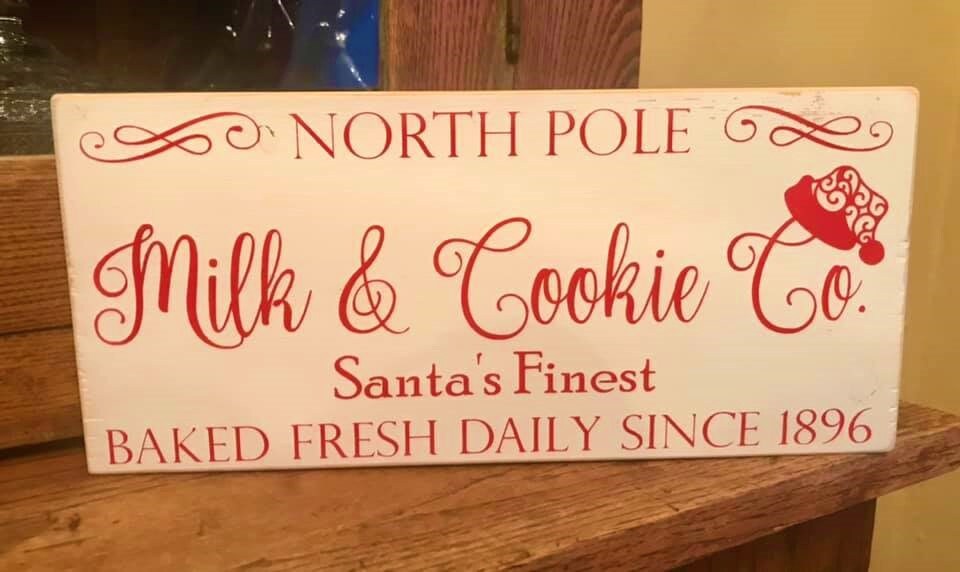 NORTH POLE
Milk & Cookie Co.
Santa's Finest
BAKED FRESH DAILY SINCE 1896